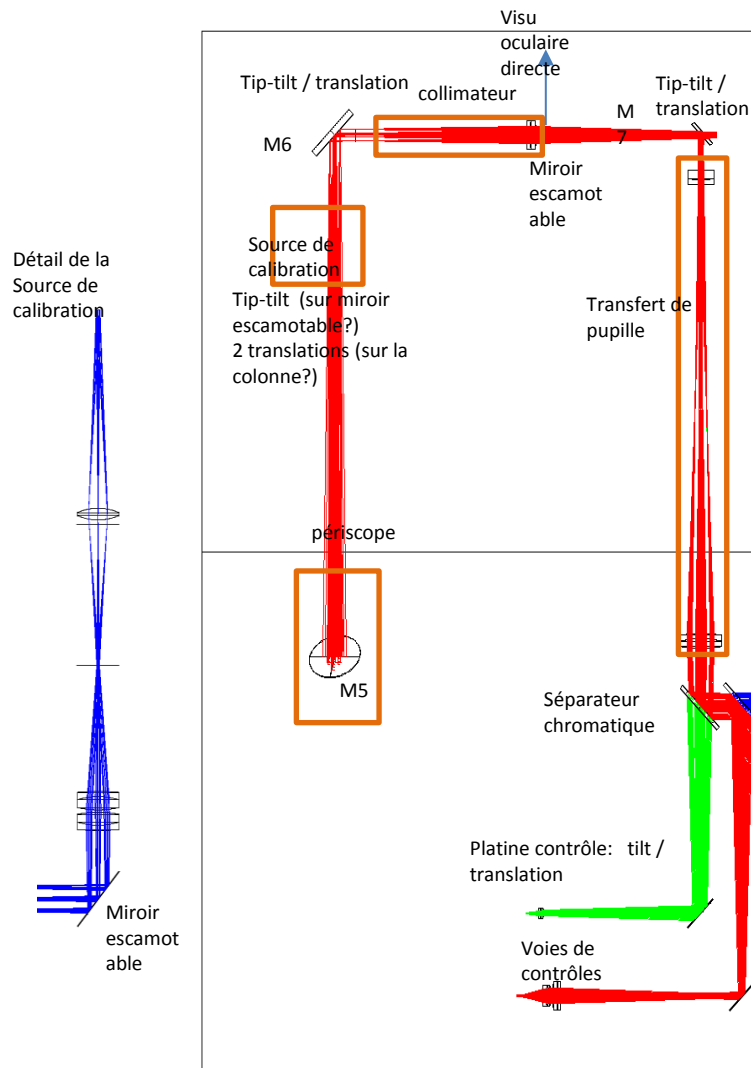 Visu
oculaire
directe
Tip-tilt / translation
collimateur
Tip-tilt /
translation
M6
M
7
Miroir
escamot
able
Source de
calibration
Tip-tilt  (sur miroir
escamotable?)
2 translations (sur la
colonne?)
Détail de la
Source de
calibration
Transfert de
pupille
périscope
M5
Séparateur
chromatique
Platine contrôle:   tilt /
translation
Miroir
escamot
able
Voies de
contrôles